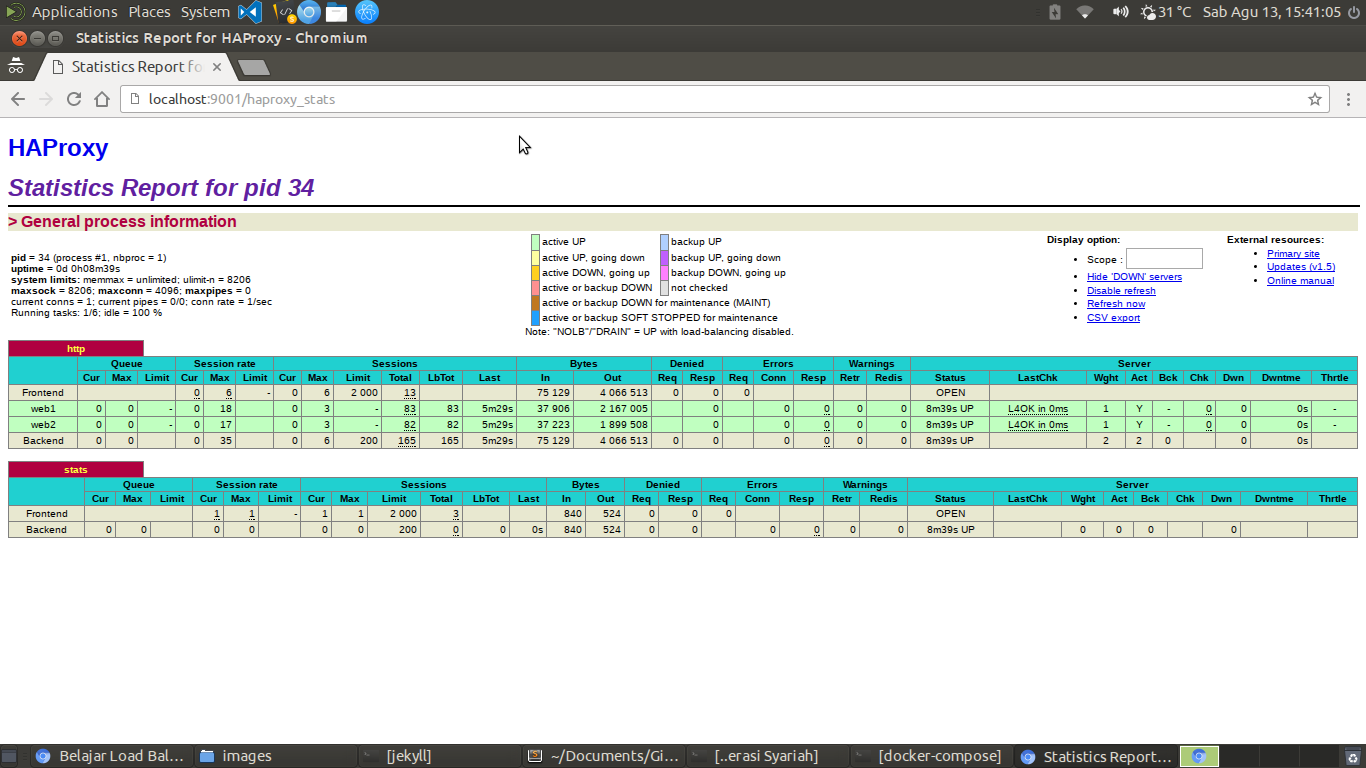 Applications Places System 31 °C Sab Agu 13, 15:41:05
Statistics Report for HAProxy - Chromium
Statistics Report fo
localhost:9001/haproxy_stats
HAProxy
Statistics Report for pid 34
> General process information
pid = 34 (process #1, nbproc = 1)
uptime = 0d 0h08m39s
system limits: memmax = unlimited; ulimit-n = 8206
maxsock = 8206; maxconn = 4096; maxpipes = 0
current conns = 1; current pipes = 0/0; conn rate = 1/sec
Running tasks: 1/6; idle = 100 %
active UP backup UP
active UP, going down backup UP, going down
active DOWN, going up backup DOWN, going up
active or backup DOWN not checked
active or backup DOWN for maintenance (MAINT)
active or backup SOFT STOPPED for maintenance
Note: "NOLB"/"DRAIN" = UP with load-balancing disabled.
Display option:
• Scope :
• Hide 'DOWN' servers
• Disable refresh
• Refresh now
• CSV export
External resources:
• Primary site
• Updates (v1.5)
• Online manual
http
Queue Session rate Sessions Bytes Denied Errors Warnings Server
Cur Max Limit Cur Max Limit Cur Max Limit Total LbTot Last In Out Req Resp Req Conn Resp Retr Redis Status LastChk Wght Act Bck Chk Dwn Dwntme Thrtle
Frontend 0 6 - 0 6 2 000 13 75 129 4 066 513 0 0 0 OPEN
web1 0 0 - 0 18 0 3 - 83 83 5m29s 37 906 2 167 005 0 0 0 0 0 8m39s UP L4OK in 0ms 1 Y - 0 0 0s -
web2 0 0 - 0 17 0 3 - 82 82 5m29s 37 223 1 899 508 0 0 0 0 0 8m39s UP L4OK in 0ms 1 Y - 0 0 0s -
Backend 0 0 0 35 0 6 200 165 165 5m29s 75 129 4 066 513 0 0 0 0 0 0 8m39s UP 2 2 0 0 0s
stats
Queue Session rate Sessions Bytes Denied Errors Warnings Server
Cur Max Limit Cur Max Limit Cur Max Limit Total LbTot Last In Out Req Resp Req Conn Resp Retr Redis Status LastChk Wght Act Bck Chk Dwn Dwntme Thrtle
Frontend 1 1 - 1 1 2 000 3 840 524 0 0 0 OPEN
Backend 0 0 0 0 0 0 200 0 0 0s 840 524 0 0 0 0 0 0 8m39s UP 0 0 0 0
Belajar Load Bal... images [jekyll] ~/Documents/Gi... [..erasi Syariah] [docker-compose] Statistics Report...